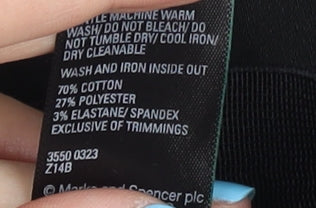 MACHINE WARM
WASH/ DO NOT BLEACH/ DO
NOT TUMBLE DRY/ COOL IRON/
DRY CLEANABLE
WASH AND IRON INSIDE OUT
70% COTTON
27% POLYESTER
3% ELASTANE/ SPANDEX
EXCLUSIVE OF TRIMMINGS
3550 0323
Z14B
© Marks and Spencer plc